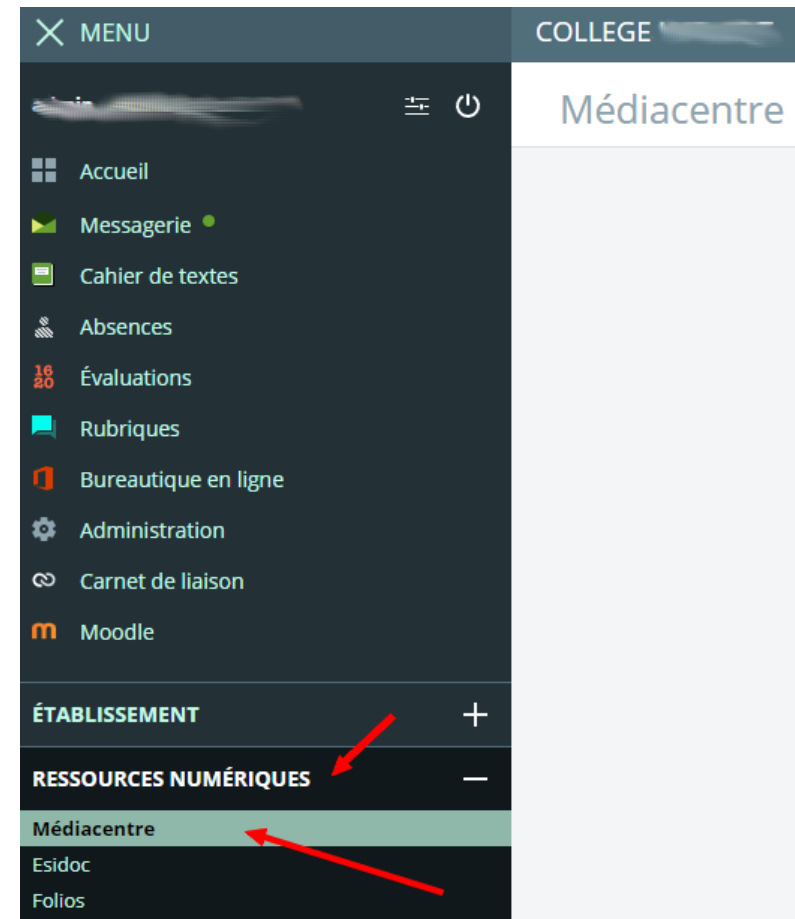 MENU
COLLEGE
Médiacentre
Accueil
Messagerie
Cahier de textes
Absences
16
20
Évaluations
Rubriques
Bureautique en ligne
Administration
Carnet de liaison
m
Moodle
ÉTABLISSEMENT
RESSOURCES NUMÉRIQUES
Médiacentre
Esidoc
Folios